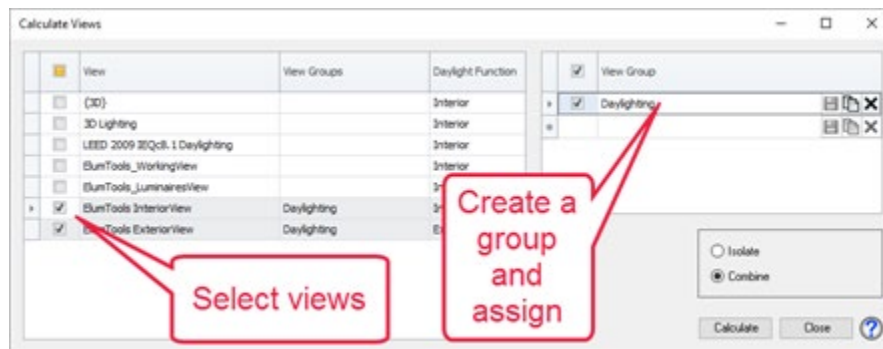 Calculate Views
View View Groups Daylight Function View Group
{3D} Interior Daylighting
3D Lighting Interior
LEED 2009 IEQc8.1 Daylighting Interior
ElumTools_WorkingView Interior
ElumTools_LuminairesView
ElumTools InteriorView Daylighting
ElumTools ExteriorView Daylighting
Create a
group
and
assign
Select views
Isolate
Combine
Calculate Close ?